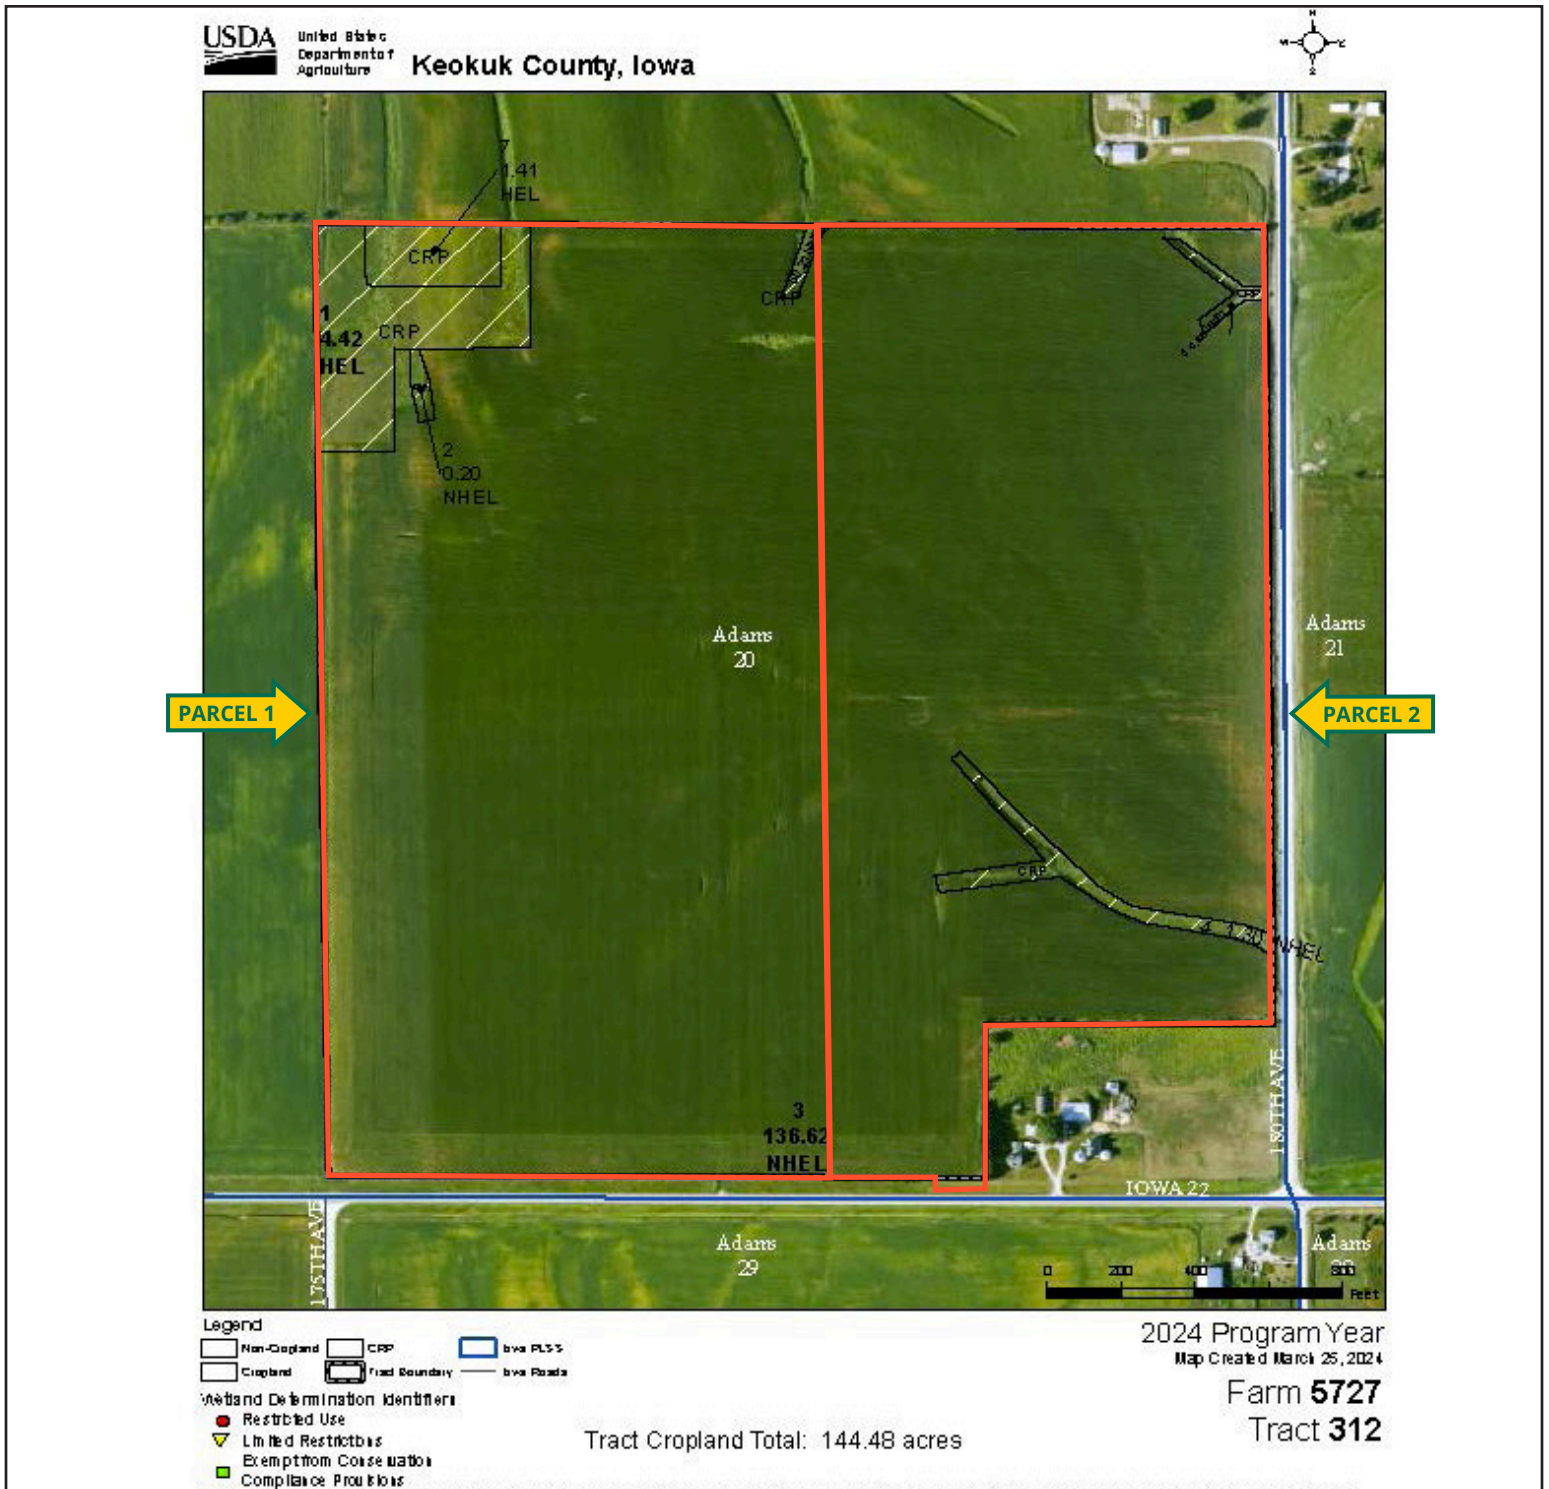 USDA
United States
Department of
Agriculture
Keokuk County, Iowa
N
W
E
S
7
1.41
HEL
CRP
1
4.42
HEL
CRP
CRP
CRP
2
0.20
NHEL
Adams
20
Adams
21
PARCEL 1
PARCEL 2
CRP
4 1.30 NHEL
3
136.62
NHEL
180TH AVE
IOWA 22
175TH AVE
Adams
29
Adams
0 200 400 800
Feet
Legend
Non-Cropland CRP Iowa PLSS
Cropland Tract Boundary Iowa Roads
Wetland Determination Identifiers
Restricted Use
Limited Restrictions
Exempt from Conservation
Compliance Provisions
Tract Cropland Total: 144.48 acres
2024 Program Year
Map Created March 25, 2024
Farm 5727
Tract 312